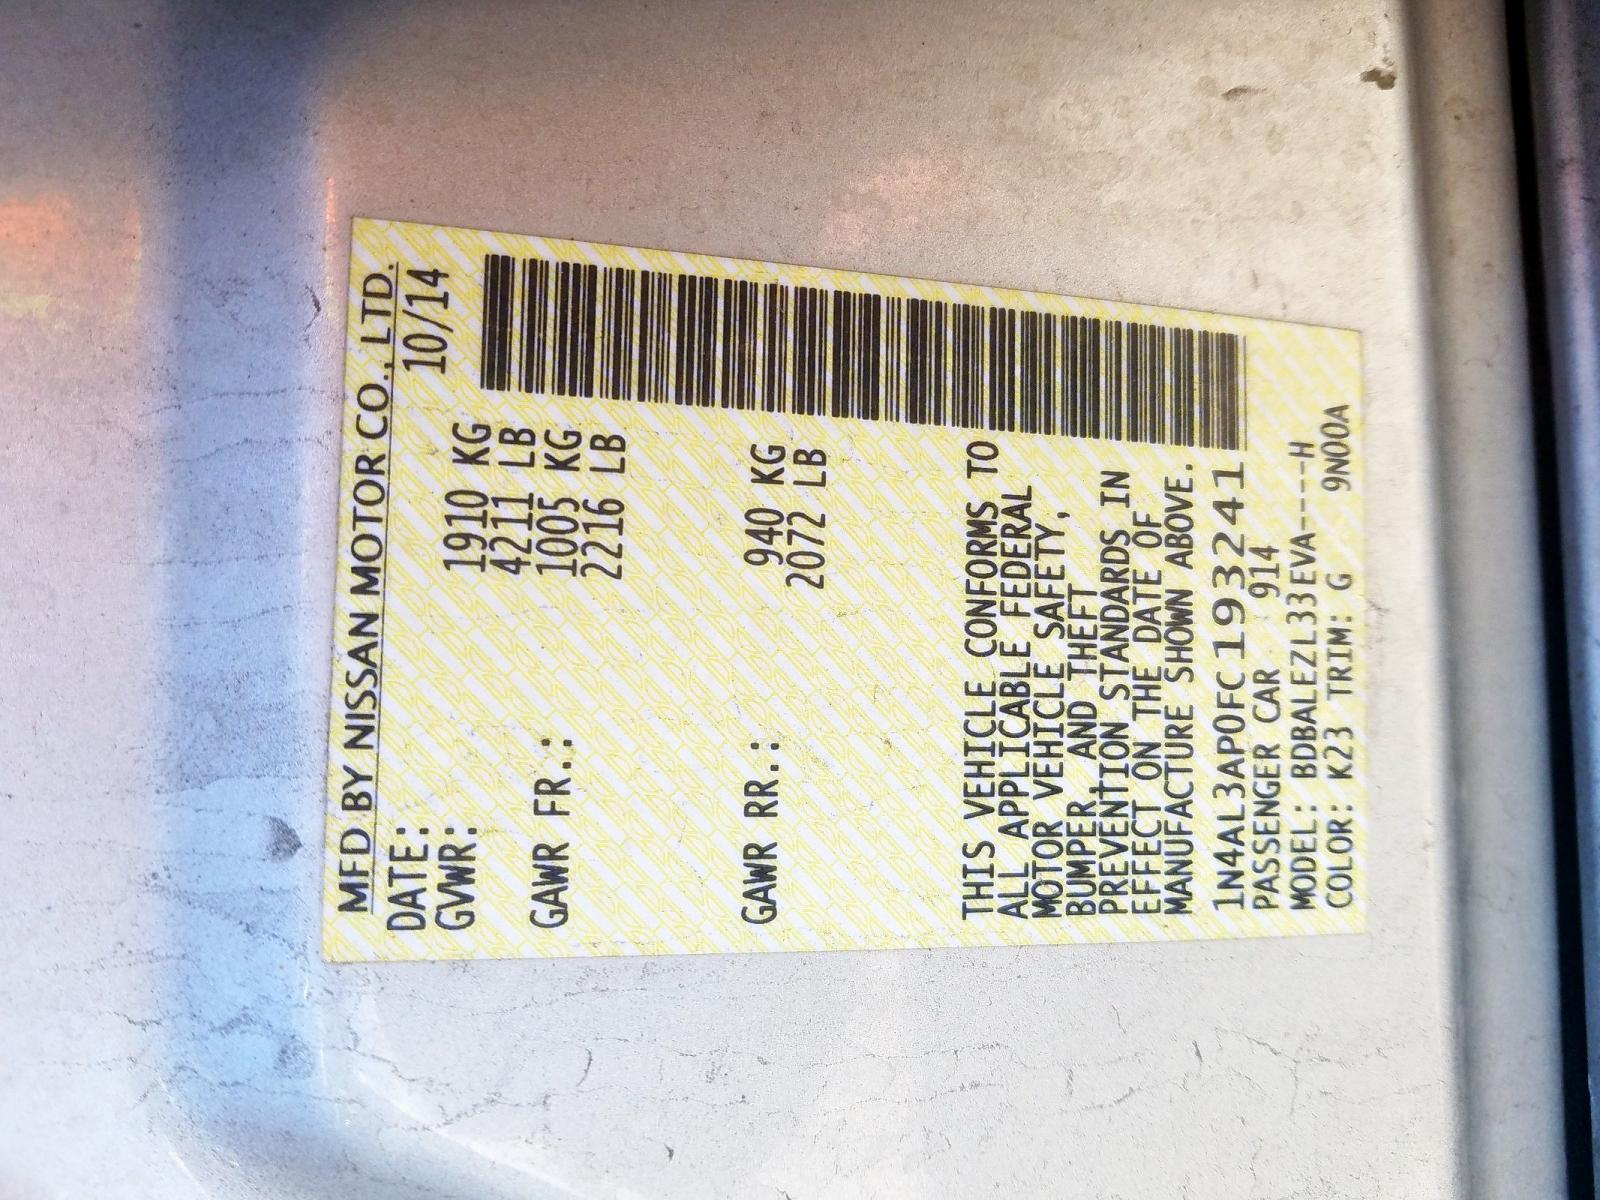 MFD BY NISSAN MOTOR CO., LTD.
DATE: 10/14
GVWR: 1910 KG
4211 LB
GAWR FR.: 1005 KG
2216 LB
GAWR RR.: 940 KG
2072 LB
THIS VEHICLE CONFORMS TO
ALL APPLICABLE FEDERAL
MOTOR VEHICLE SAFETY,
BUMPER, AND THEFT
PREVENTION STANDARDS IN
EFFECT ON THE DATE OF
MANUFACTURE SHOWN ABOVE.
1N4AL3AP0FC193241
PASSENGER CAR 914
MODEL: BDBALEZL33EVA----H
COLOR: K23 TRIM: G 9N00A